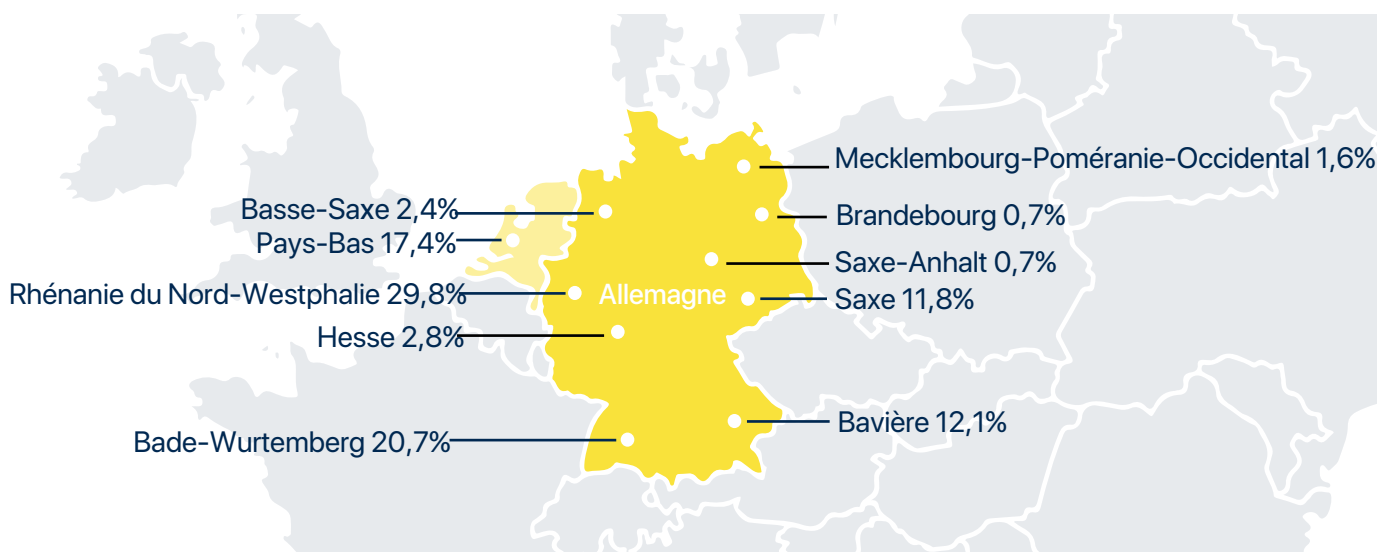 Mecklembourg-Poméranie-Occidental 1,6%
Basse-Saxe 2,4%
Brandebourg 0,7%
Pays-Bas 17,4%
Saxe-Anhalt 0,7%
Rhénanie du Nord-Westphalie 29,8%
Allemagne
Saxe 11,8%
Hesse 2,8%
Bavière 12,1%
Bade-Wurtemberg 20,7%